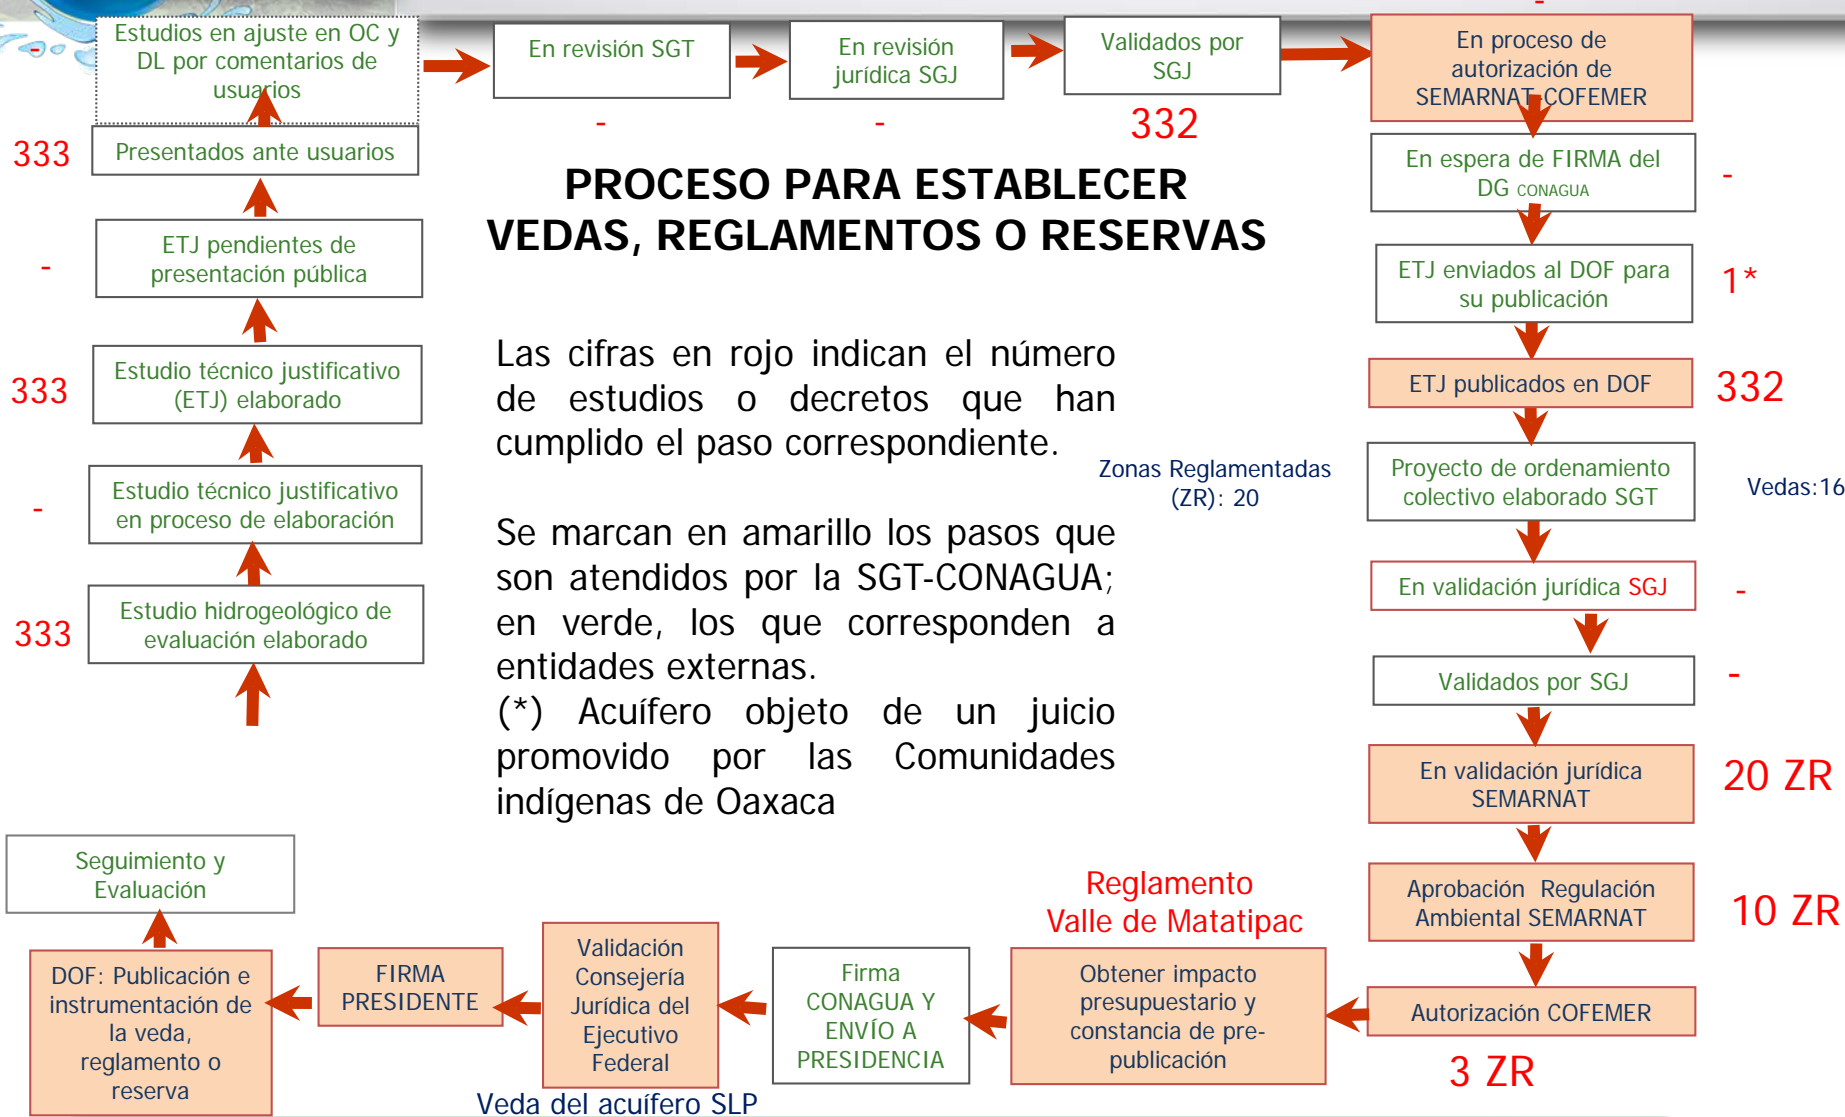 -
Estudios en ajuste en OC y
DL por comentarios de
usuarios
-
En revisión SGT
-
En revisión
jurídica SGJ
-
Validados por
SGJ
332
-
En proceso de
autorización de
SEMARNAT-COFEMER
333
Presentados ante usuarios
PROCESO PARA ESTABLECER
VEDAS, REGLAMENTOS O RESERVAS
En espera de FIRMA del
DG CONAGUA
-
-
ETJ pendientes de
presentación pública
ETJ enviados al DOF para
su publicación
1*
333
Estudio técnico justificativo
(ETJ) elaborado
Las cifras en rojo indican el número
de estudios o decretos que han
cumplido el paso correspondiente.
ETJ publicados en DOF
332
-
Estudio técnico justificativo
en proceso de elaboración
Zonas Reglamentadas
(ZR): 20
Proyecto de ordenamiento
colectivo elaborado SGT
Vedas:16
Se marcan en amarillo los pasos que
son atendidos por la SGT-CONAGUA;
en verde, los que corresponden a
entidades externas.
(*) Acuífero objeto de un juicio
promovido por las Comunidades
indígenas de Oaxaca
333
Estudio hidrogeológico de
evaluación elaborado
En validación jurídica SGJ
-
Validados por SGJ
-
En validación jurídica
SEMARNAT
20 ZR
Aprobación Regulación
Ambiental SEMARNAT
10 ZR
Autorización COFEMER
3 ZR
Reglamento
Valle de Matatipac
Obtener impacto
presupuestario y
constancia de pre-
publicación
Firma
CONAGUA Y
ENVÍO A
PRESIDENCIA
Validación
Consejería
Jurídica del
Ejecutivo
Federal
Veda del acuífero SLP
FIRMA
PRESIDENTE
DOF: Publicación e
instrumentación de
la veda,
reglamento o
reserva
Seguimiento y
Evaluación